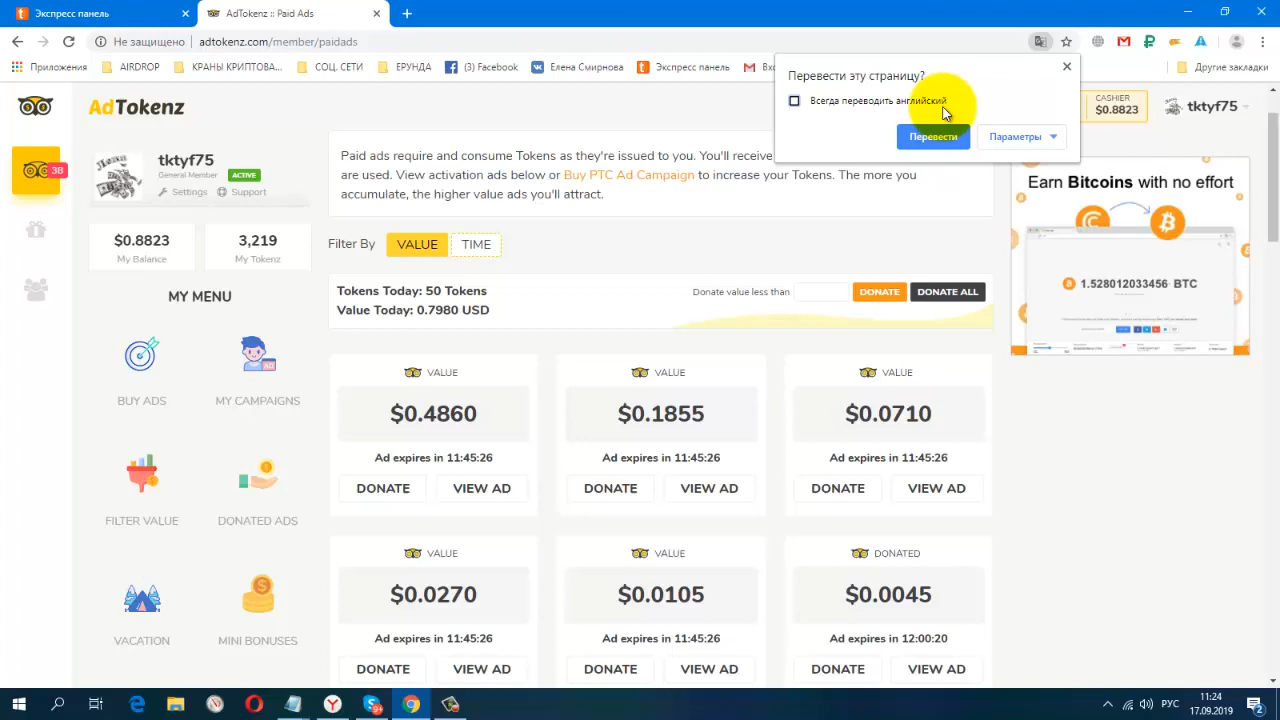 Экспресс панель
AdTokenz :: Paid Ads
Не защищено
adtokenz.com/member/paidads
Приложения
AIRDROP
КРАНЫ КРИПТОВА...
СОЦ. СЕТИ
ЕРУНДА
(3) Facebook
Елена Смирнова
Экспресс панель
Другие закладки
Перевести эту страницу?
Всегда переводить английский
Перевести
Параметры
AdTokenz
CASHIER
$0.8823
tktyf75
38
tktyf75
General Member
ACTIVE
Settings
Support
$0.8823
My Balance
3,219
My Tokenz
MY MENU
BUY ADS
MY CAMPAIGNS
FILTER VALUE
DONATED ADS
VACATION
MINI BONUSES
Paid ads require and consume Tokens as they're issued to you. You'll receive
are used. View activation ads below or Buy PTC Ad Campaign to increase your Tokens. The more you
accumulate, the higher value ads you'll attract.
Filter By
VALUE
TIME
Tokens Today: 50 Tokens
Value Today: 0.7980 USD
Donate value less than
DONATE
DONATE ALL
VALUE
$0.4860
Ad expires in 11:45:26
DONATE
VIEW AD
VALUE
$0.1855
Ad expires in 11:45:26
DONATE
VIEW AD
VALUE
$0.0710
Ad expires in 11:45:26
DONATE
VIEW AD
VALUE
$0.0270
Ad expires in 11:45:26
DONATE
VIEW AD
VALUE
$0.0105
Ad expires in 11:45:26
DONATE
VIEW AD
DONATED
$0.0045
Ad expires in 12:00:20
DONATE
VIEW AD
Earn Bitcoins with no effort
1.528012033456 BTC
РУС
11:24
17.09.2019
2